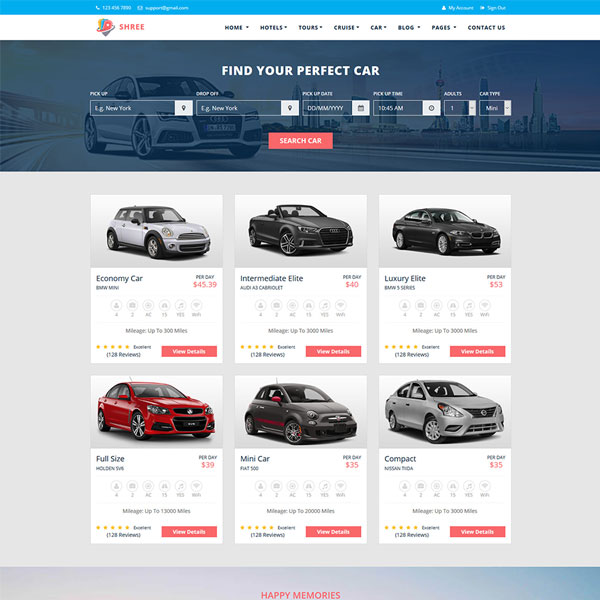 123 456 7890 support@gmail.com My Account Sign Out
SHREE HOME HOTELS TOURS CRUISE CAR BLOG PAGES CONTACT US
FIND YOUR PERFECT CAR
PICK UP DROP OFF PICK UP DATE PICK UP TIME ADULTS CAR TYPE
E.g. New York E.g. New York DD/MM/YYYY 10:45 AM 1 Mini
SEARCH CAR
Economy Car PER DAY
BMW MINI $45.39
4 2 AC 15 YES WiFi
Mileage: Up To 300 Miles
Excellent
(128 Reviews) View Details
Intermediate Elite PER DAY
AUDI A3 CABRIOLET $40
4 2 AC 15 YES WiFi
Mileage: Up To 3000 Miles
Excellent
(128 Reviews) View Details
Luxury Elite PER DAY
BMW 5 SERIES $53
4 2 AC 15 YES WiFi
Mileage: Up To 3000 Miles
Excellent
(128 Reviews) View Details
Full Size PER DAY
HOLDEN SV6 $39
4 2 AC 15 YES WiFi
Mileage: Up To 13000 Miles
Excellent
(128 Reviews) View Details
Mini Car PER DAY
FIAT 500 $35
4 2 AC 15 YES WiFi
Mileage: Up To 20000 Miles
Excellent
(128 Reviews) View Details
Compact PER DAY
NISSAN TIIDA $35
4 2 AC 15 YES WiFi
Mileage: Up To 3000 Miles
Excellent
(128 Reviews) View Details
HAPPY MEMORIES